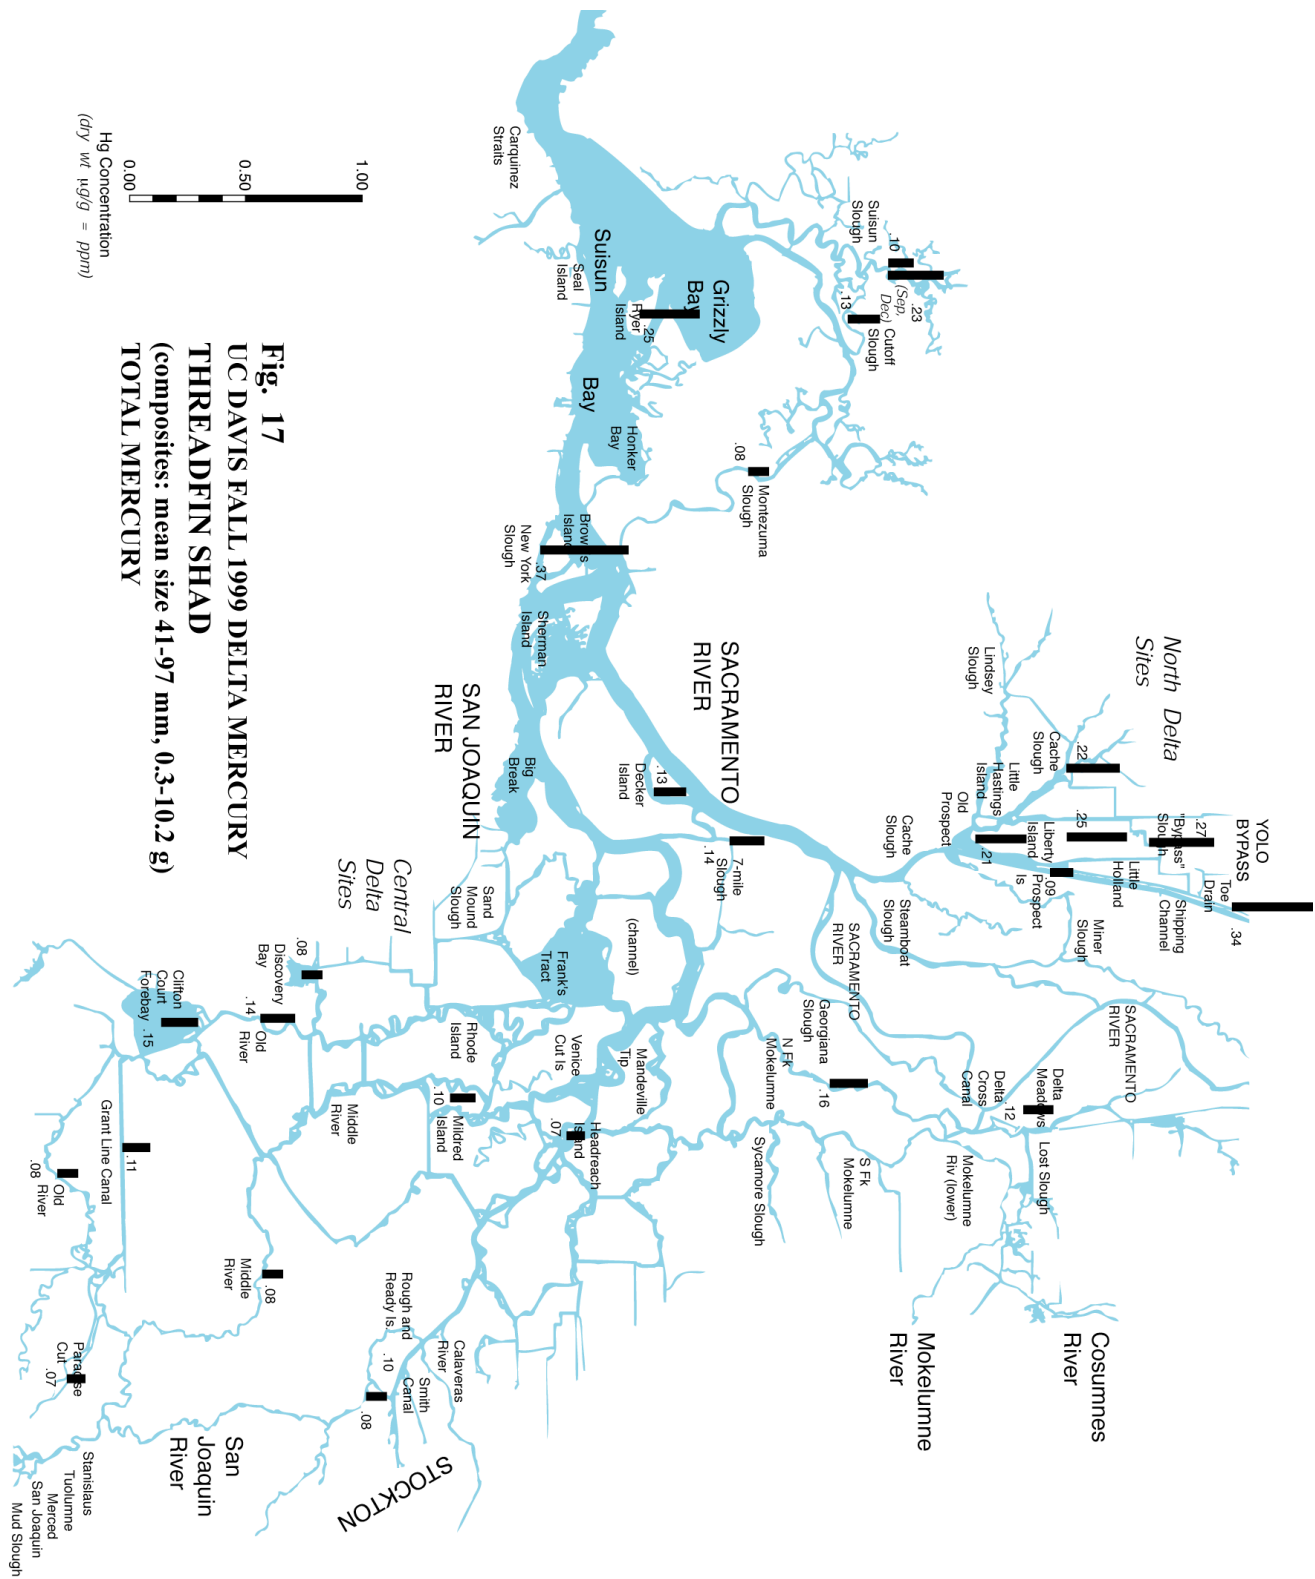 Fig. 17
UC DAVIS FALL 1999 DELTA MERCURY
THREADFIN SHAD
(composites: mean size 41-97 mm, 0.3-10.2 g)
TOTAL MERCURY
0.00
0.50
1.00
Hg Concentration
(dry wt µg/g = ppm)
Carquinez
Straits
Suisun
Slough
.10
.23
(Sep,
Dec)
.13
Cutoff
Slough
Grizzly
Bay
Suisun
Bay
Seal
Island
Ryer
Island
.25
Honker
Bay
.08
Montezuma
Slough
Browns
Island
New York
Slough
.37
Sherman
Island
SACRAMENTO
RIVER
SAN JOAQUIN
RIVER
Big
Break
Decker
Island
.13
7-mile
Slough
.14
North Delta
Sites
Lindsey
Slough
Cache
Slough
.22
Little
Hastings
Island
Old
Prospect
.21
Liberty
Island
.25
.27
"Bypass"
Slough
YOLO
BYPASS
Toe
Drain
.34
Little
Holland
Shipping
Channel
.09
Prospect
Is
Miner
Slough
Cache
Slough
Steamboat
Slough
SACRAMENTO
RIVER
SACRAMENTO
RIVER
Central
Delta
Sites
Sand
Mound
Slough
Frank's
Tract
(channel)
Discovery
Bay
.08
Clifton
Court
Forebay
.15
Old
River
.14
Rhode
Island
Venice
Cut Is
Mandeville
Tip
Georgiana
Slough
N Fk
Mokelumne
.16
Delta
Cross
Canal
Delta
Meadows
.12
Lost Slough
Mokelumne
Riv (lower)
S Fk
Mokelumne
Sycamore Slough
Headreach
Island
.07
Mildred
Island
.10
Middle
River
Grant Line Canal
.11
Old
River
.08
Middle
River
.08
Paradise
Cut
.07
Rough and
Ready Is.
.10
.08
Calaveras
River
Smith
Canal
STOCKTON
Cosumnes
River
Mokelumne
River
San
Joaquin
River
Stanislaus
Tuolumne
Merced
San Joaquin
Mud Slough